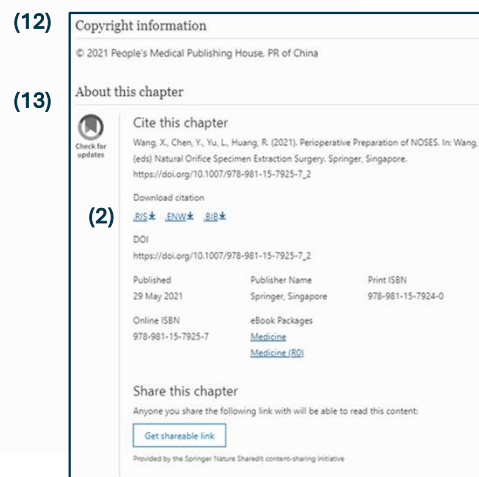 (12)
Copyright information
© 2021 People's Medical Publishing House, PR of China
(13)
About this chapter
Check for
updates
Cite this chapter
Wang, X., Chen, Y., Yu, L., Huang, R. (2021). Perioperative Preparation of NOSES. In: Wang,
(eds) Natural Orifice Specimen Extraction Surgery. Springer, Singapore.
https://doi.org/10.1007/978-981-15-7925-7_2
Download citation
(2)
.RIS .ENW .BIB
DOI
https://doi.org/10.1007/978-981-15-7925-7_2
Published Publisher Name Print ISBN
29 May 2021 Springer, Singapore 978-981-15-7924-0
Online ISBN eBook Packages
978-981-15-7925-7 Medicine
Medicine (R0)
Share this chapter
Anyone you share the following link with will be able to read this content:
Get shareable link
Provided by the Springer Nature SharedIt content-sharing initiative